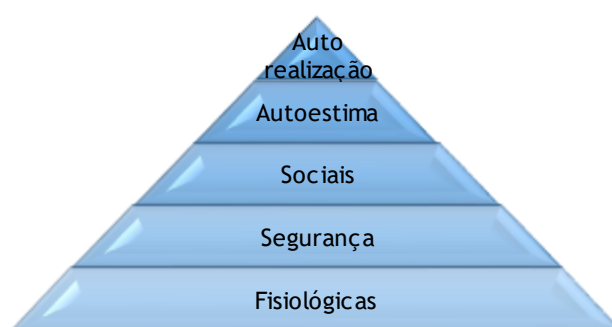 Auto
realização
Autoestima
Sociais
Segurança
Fisiológicas